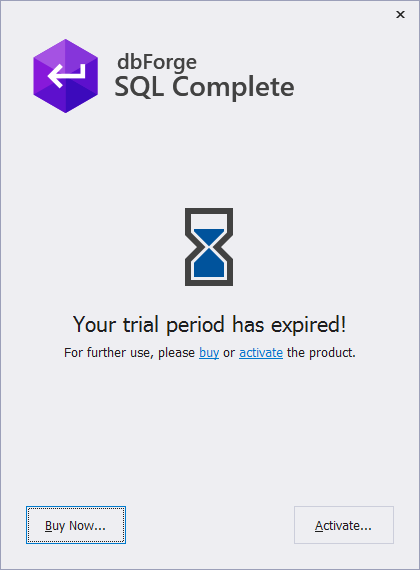 dbForge
SQL Complete
Your trial period has expired!
For further use, please buy or activate the product.
Buy Now...
Activate...